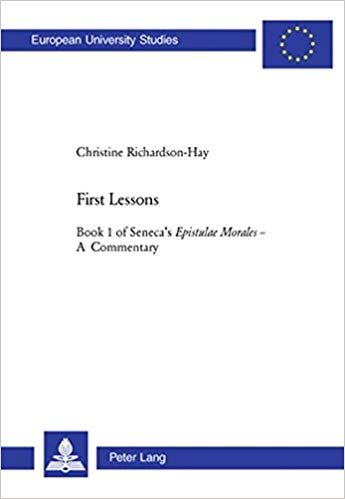 European University Studies
Christine Richardson-Hay
First Lessons
Book 1 of Seneca's Epistulae Morales –
A Commentary
Peter Lang